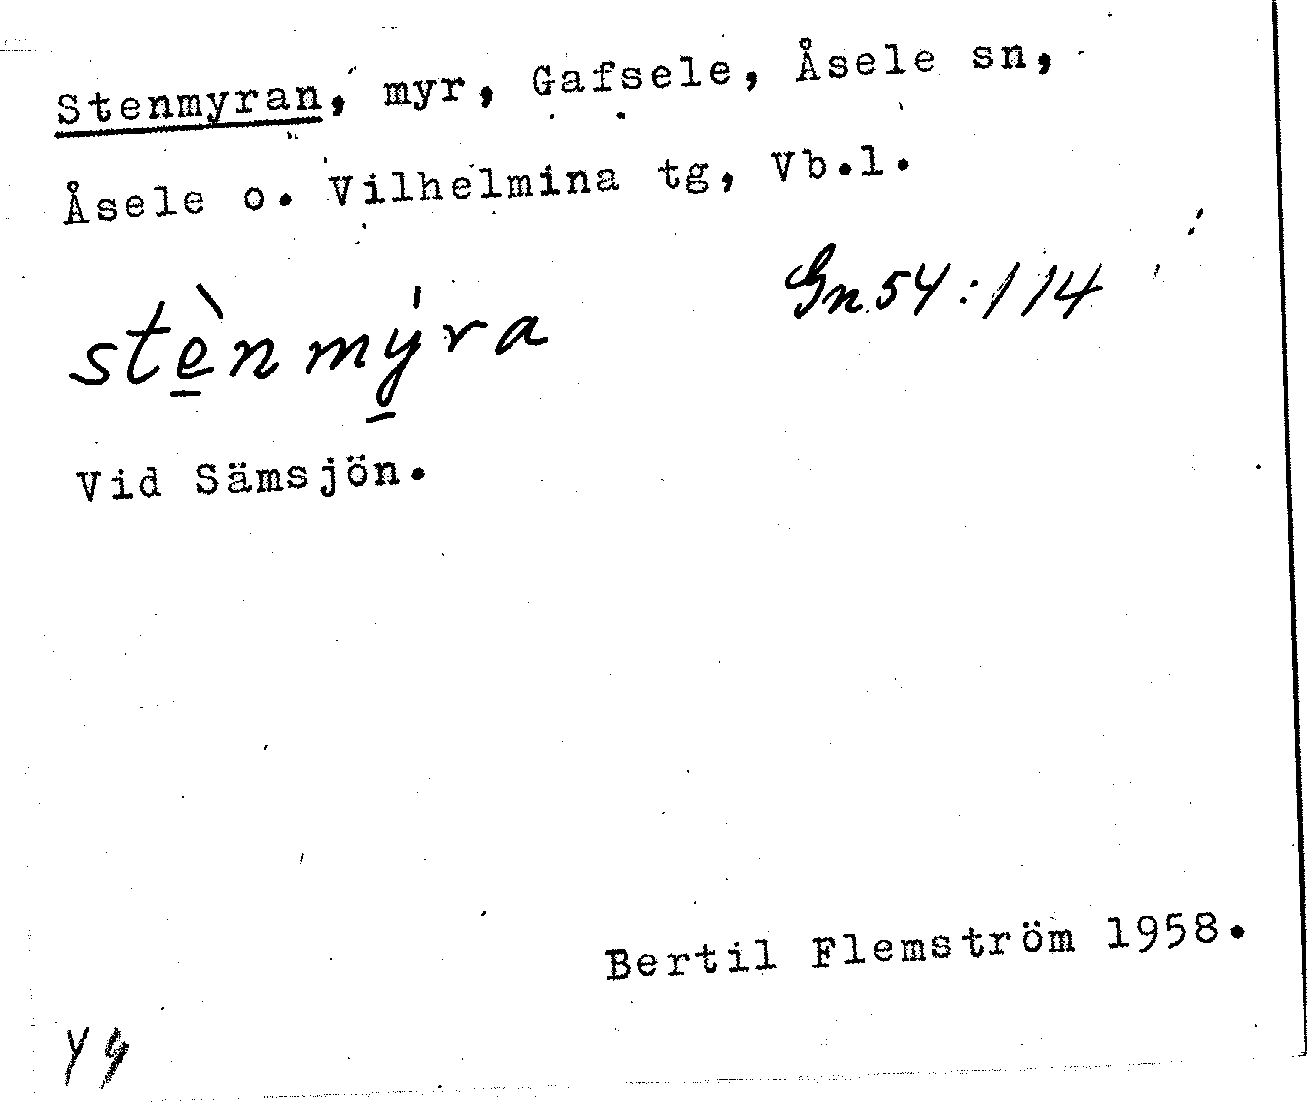 Stenmyran, myr, Gafsele, Åsele sn,
Åsele o. Vilhelmina tg, Vb.l.
Gn 54:114
stènmýra
Vid Sämsjön.
Bertil Flemström 1958.